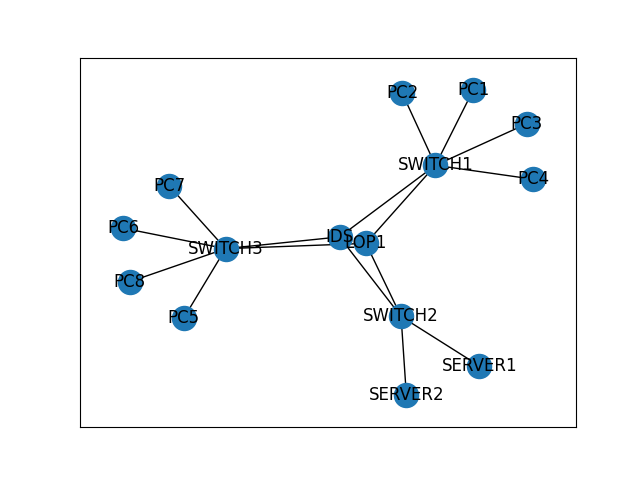 PC1
PC2
PC3
SWITCH1
PC4
PC7
PC6
IDS
LOP1
SWITCH3
PC8
SWITCH2
PC5
SERVER1
SERVER2